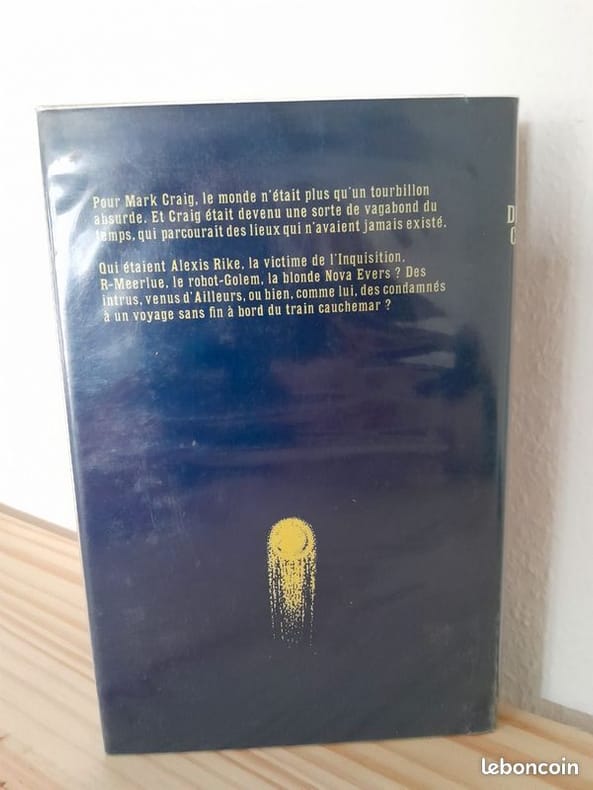 Pour Mark Craig, le monde n'était plus qu'un tourbillon
absurde. Et Craig était devenu une sorte de vagabond du
temps, qui parcourait des lieux qui n'avaient jamais existé.
Qui étaient Alexis Rike, la victime de l'Inquisition,
R-Meerlue, le robot-Golem, la blonde Nova Evers ? Des
intrus, venus d'Ailleurs, ou bien, comme lui, des condamnés
à un voyage sans fin à bord du train cauchemar ?
D
leboncoin